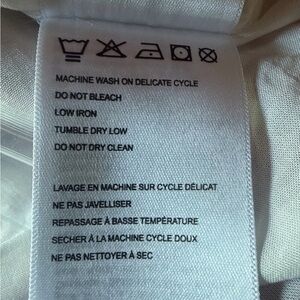 MACHINE WASH ON DELICATE CYCLE
DO NOT BLEACH
LOW IRON
TUMBLE DRY LOW
DO NOT DRY CLEAN
LAVAGE EN MACHINE SUR CYCLE DÉLICAT
NE PAS JAVELLISER
REPASSAGE À BASSE TEMPÉRATURE
SECHER À LA MACHINE CYCLE DOUX
NE PAS NETTOYER À SEC